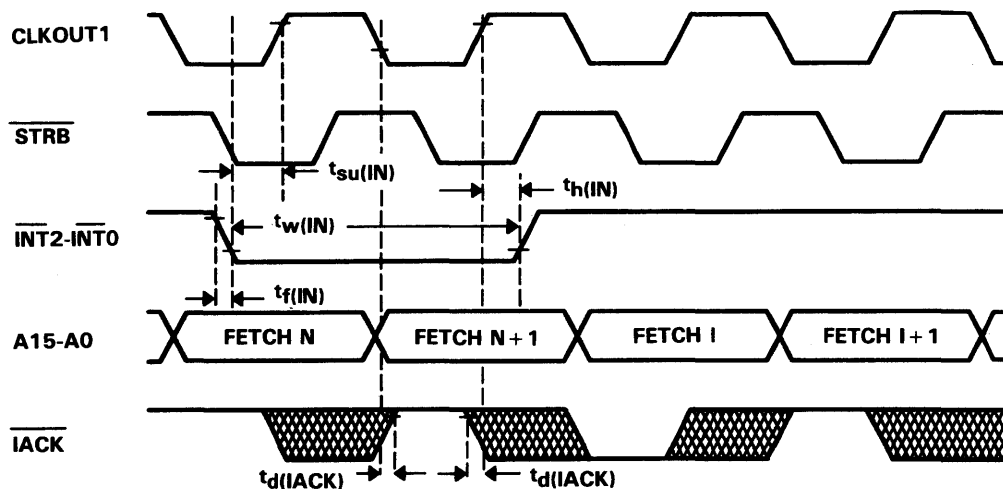 CLKOUT1
STRB
tsu(IN)
th(IN)
INT2-INT0
tw(IN)
tf(IN)
A15-A0
FETCH N
FETCH N + 1
FETCH I
FETCH I + 1
IACK
td(IACK)
td(IACK)